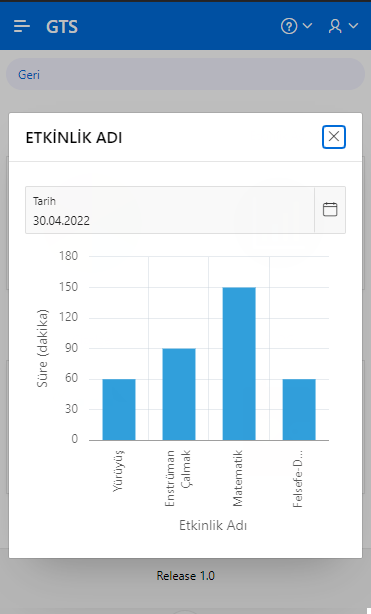 GTS
Geri
ETKİNLİK ADI
Tarih
30.04.2022
180
150
120
90
60
30
0
Süre (dakika)
Yürüyüş
Enstrüman
Çalmak
Matematik
Felsefe-D...
Etkinlik Adı
Release 1.0